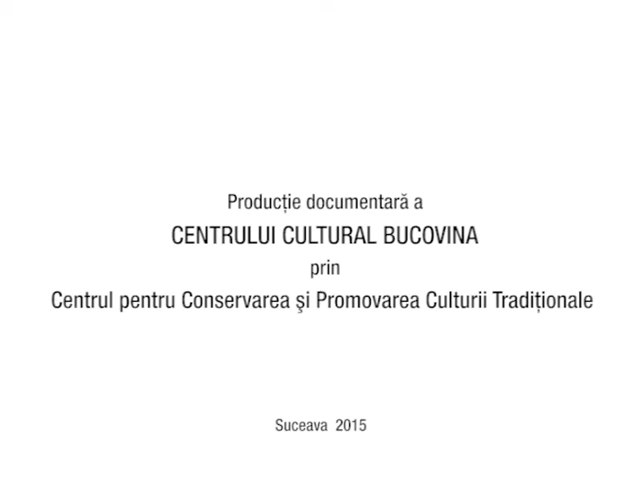 Producție documentară a
CENTRULUI CULTURAL BUCOVINA
prin
Centrul pentru Conservarea şi Promovarea Culturii Tradiționale
Suceava 2015